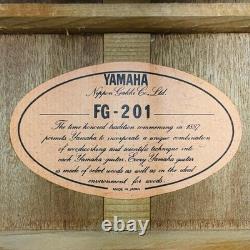 YAMAHA
Nippon Gakki Co., Ltd.
FG-201
The time honored tradition commencing in 1887
permits Yamaha to incorporate a unique combination
of woodworking and scientific technique into
each Yamaha guitar. Every Yamaha guitar
is made of select woods as well as in the ideal
environment for woods.
MADE IN JAPAN